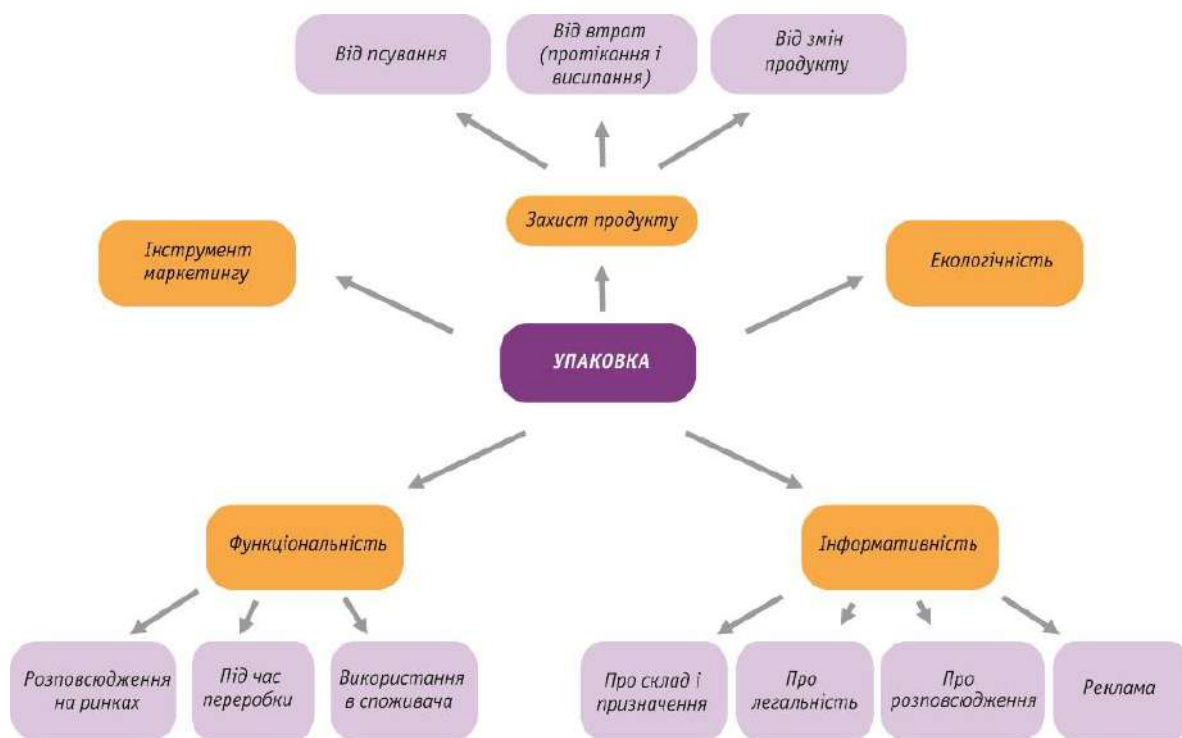 Від псування
Від втрат
(протікання і
висипання)
Від змін
продукту
Захист продукту
Інструмент
маркетингу
Екологічність
УПАКОВКА
Функціональність
Інформативність
Розповсюдження
на ринках
Під час
переробки
Використання
в споживача
Про склад і
призначення
Про
легальність
Про
розповсюдження
Реклама